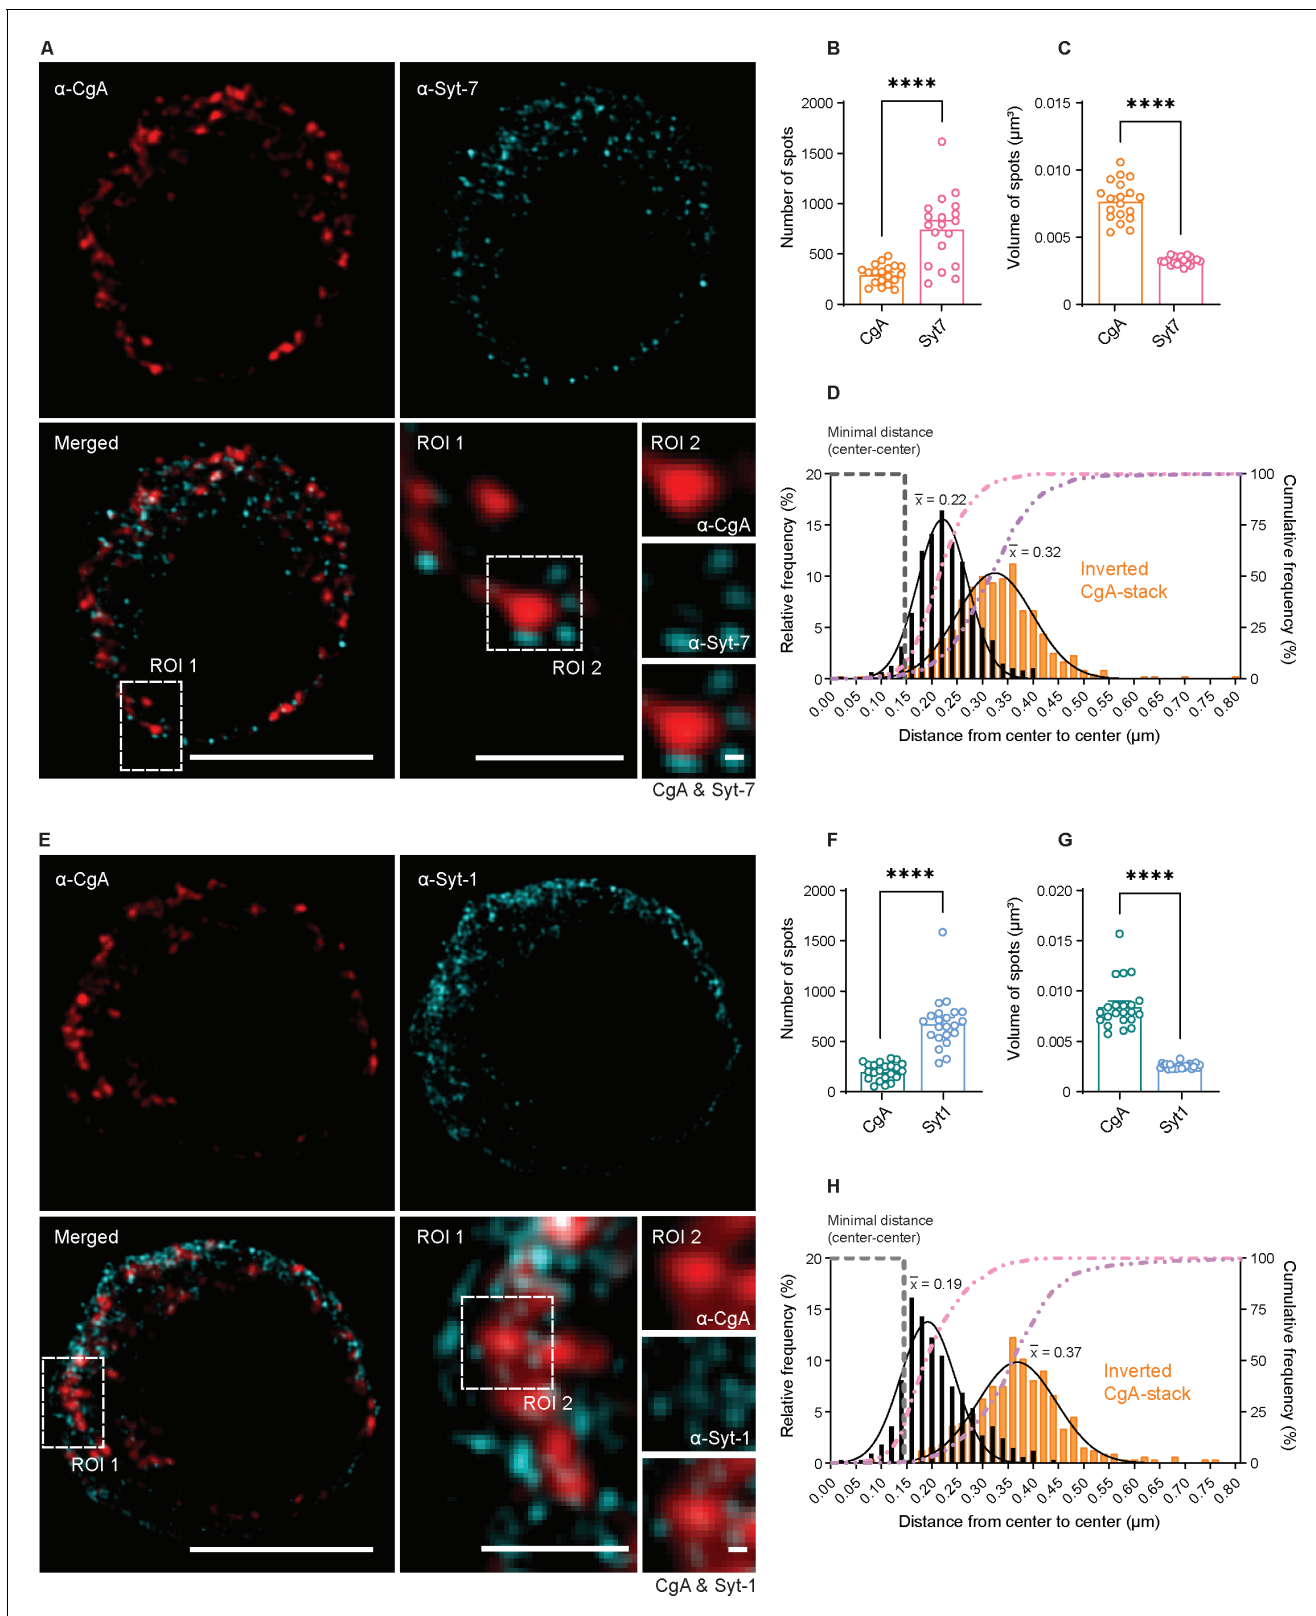 A
α-CgA
α-Syt-7
Merged
ROI 1
ROI 1
ROI 2
ROI 2
α-CgA
α-Syt-7
CgA & Syt-7
B
****
Number of spots
2000
1500
1000
500
0
CgA
Syt7
C
****
Volume of spots (µm³)
0.015
0.010
0.005
0
CgA
Syt7
D
Minimal distance
(center-center)
Relative frequency (%)
20
15
10
5
0
x̅ = 0.22
x̅ = 0.32
Inverted
CgA-stack
100
75
50
25
0
Cumulative frequency (%)
0.00 0.05 0.10 0.15 0.20 0.25 0.30 0.35 0.40 0.45 0.50 0.55 0.60 0.65 0.70 0.75 0.80
Distance from center to center (µm)
E
α-CgA
α-Syt-1
Merged
ROI 1
ROI 1
ROI 2
ROI 2
α-CgA
α-Syt-1
CgA & Syt-1
F
****
Number of spots
2000
1500
1000
500
0
CgA
Syt1
G
****
Volume of spots (µm³)
0.020
0.015
0.010
0.005
0
CgA
Syt1
H
Minimal distance
(center-center)
Relative frequency (%)
20
15
10
5
0
x̅ = 0.19
x̅ = 0.37
Inverted
CgA-stack
100
75
50
25
0
Cumulative frequency (%)
0.00 0.05 0.10 0.15 0.20 0.25 0.30 0.35 0.40 0.45 0.50 0.55 0.60 0.65 0.70 0.75 0.80
Distance from center to center (µm)